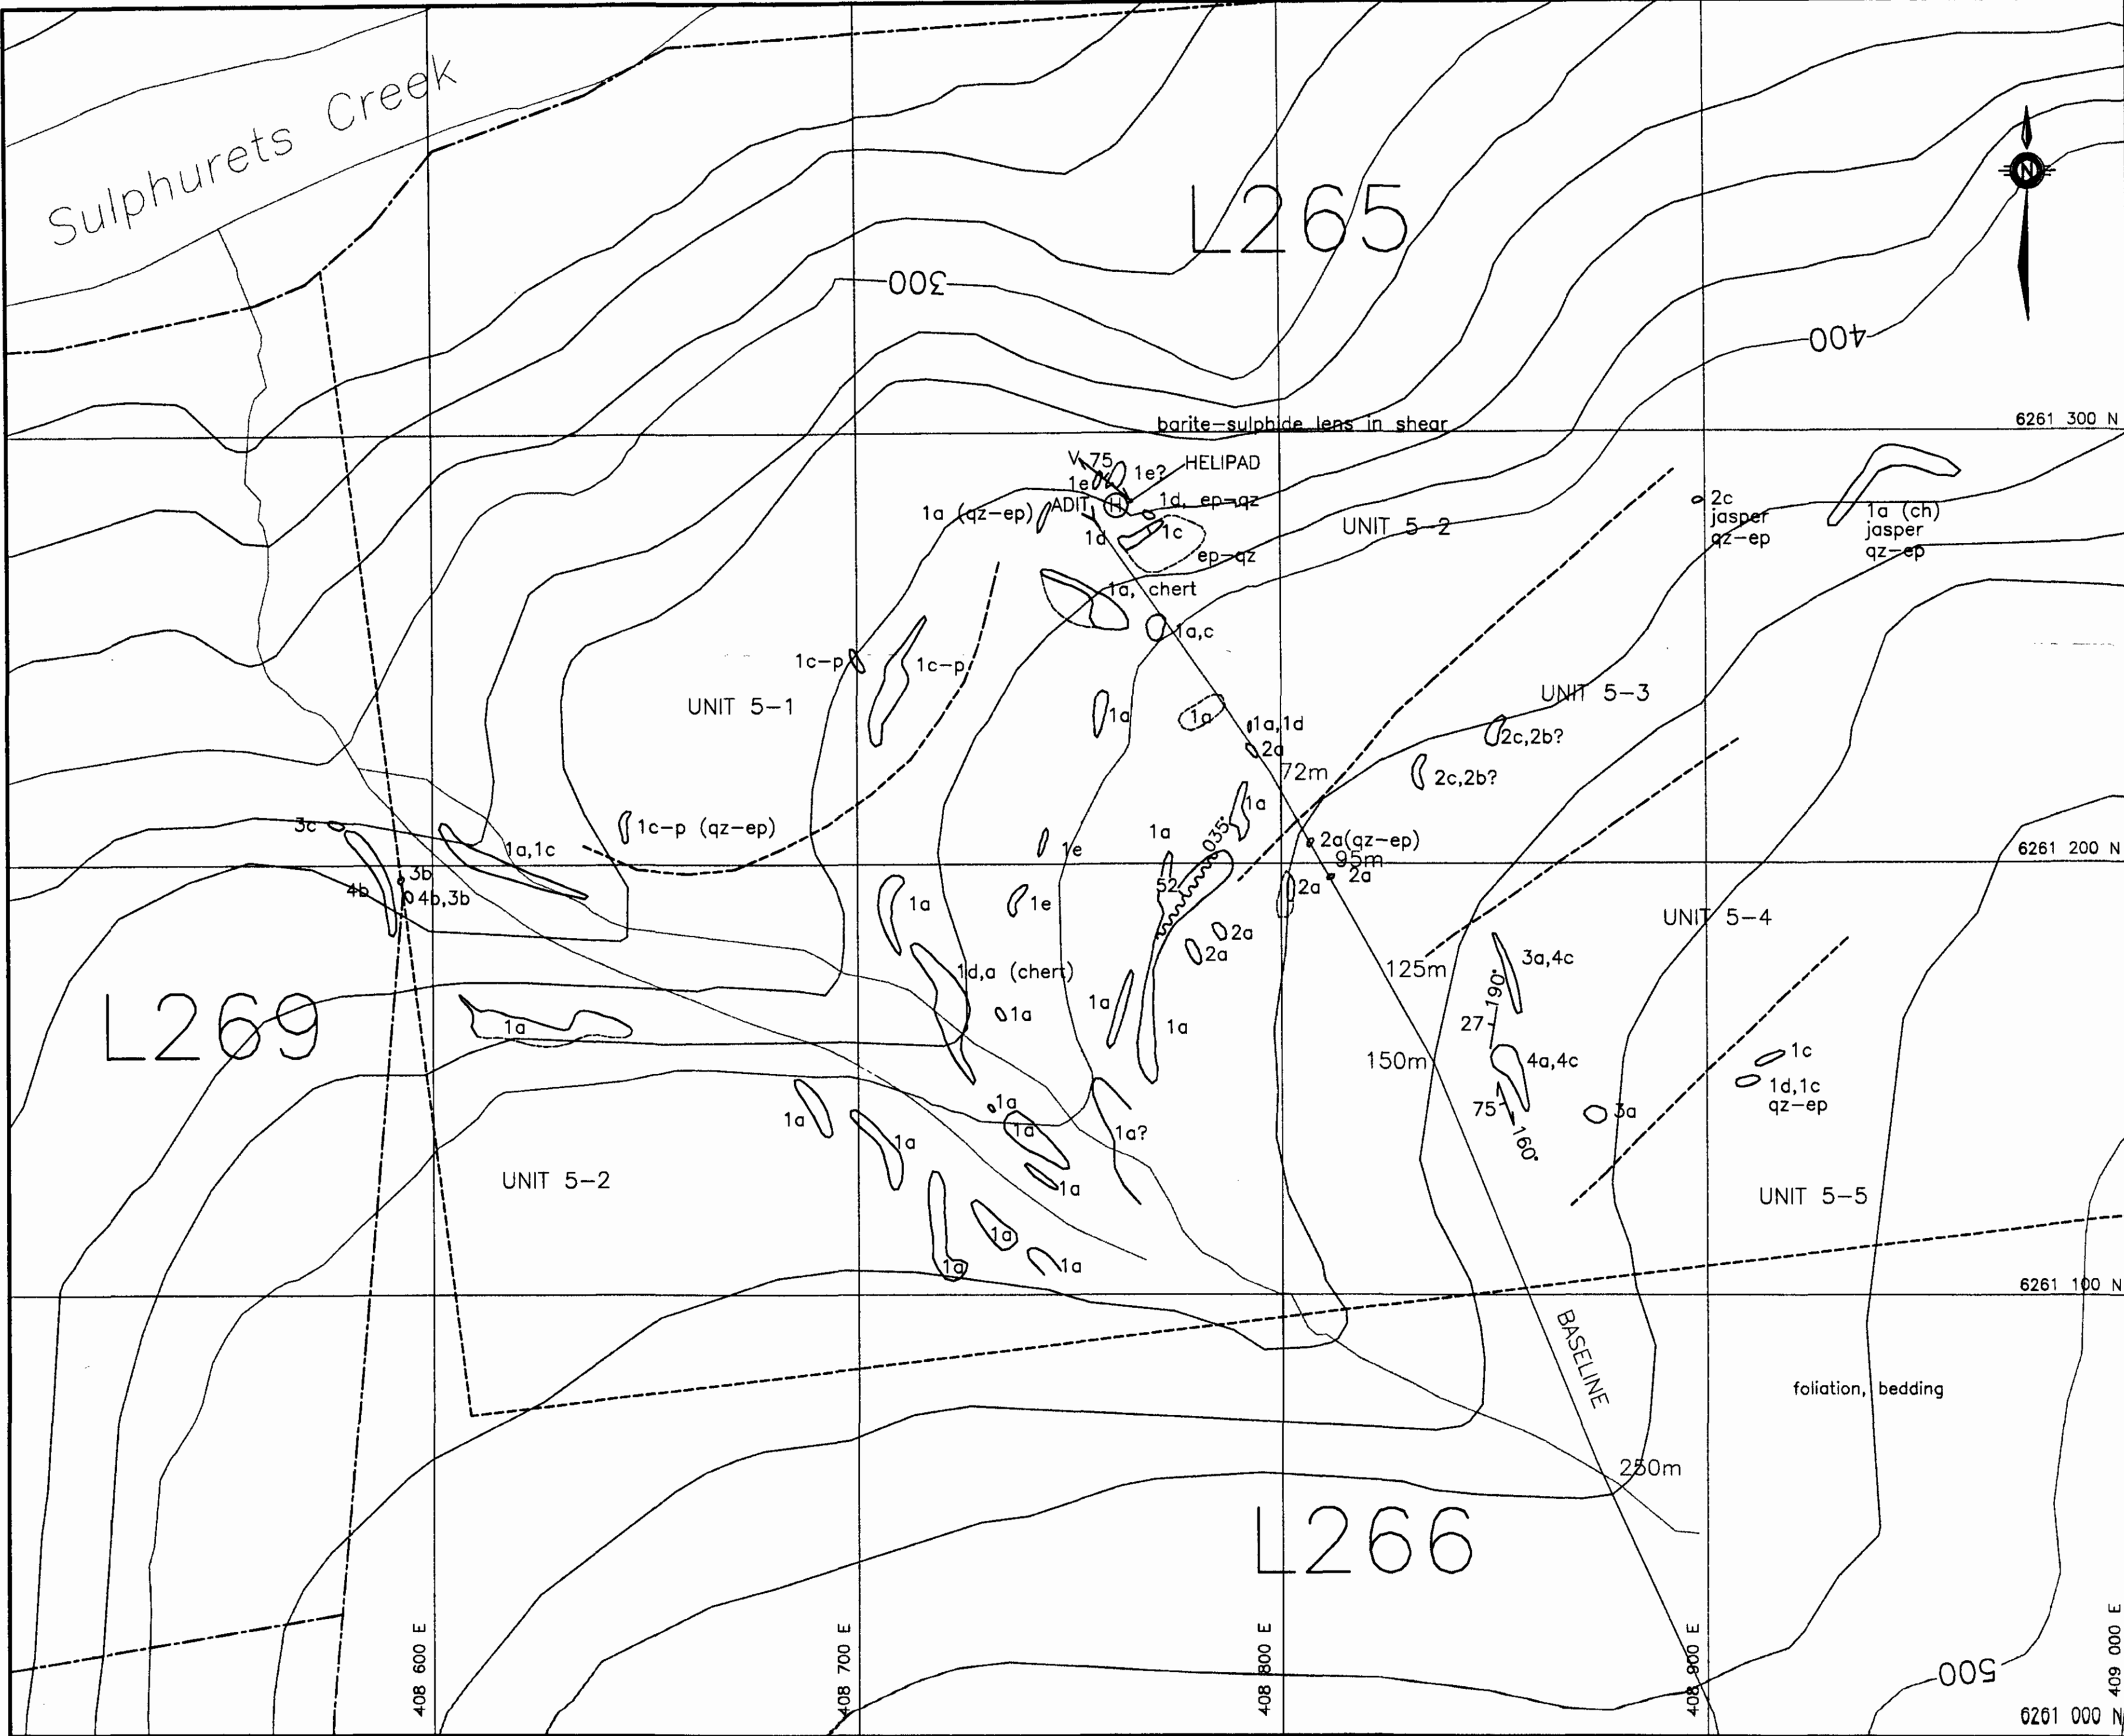 Sulphurets Creek
L265
N
300
400
barite-sulphide lens in shear
6261 300 N
V
75
1e?
HELIPAD
1e
ADIT
H
1d, ep-qz
1a (qz-ep)
1d
1c
ep-qz
UNIT 5-2
2c
jasper
qz-ep
1a (ch)
jasper
qz-ep
1a, chert
1a,c
1c-p
1c-p
UNIT 5-1
UNIT 5-3
1a
1a
1a,1d
2a
72m
2c,2b?
2c,2b?
1a
3c
1c-p (qz-ep)
1a
035°
2a(qz-ep)
95m
6261 200 N
1a,1c
1e
3b
4b
4b,3b
52
2a
2a
1a
1e
UNIT 5-4
2a
2a
3a,4c
1d,a (chert)
125m
190°
L269
1a
1a
1a
1a
27
150m
4a,4c
1c
1d,1c
qz-ep
1a
1a
1a
1a
1a?
75
3a
160°
UNIT 5-2
1a
UNIT 5-5
1a
1a
1a
6261 100 N
BASELINE
foliation, bedding
250m
L266
408 600 E
408 700 E
408 800 E
408 900 E
409 000 E
500
6261 000 N